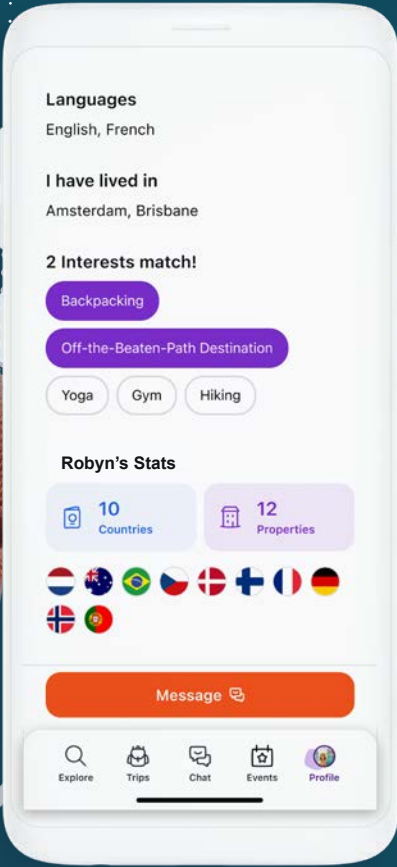 Languages
English, French
I have lived in
Amsterdam, Brisbane
2 Interests match!
Backpacking
Off-the-Beaten-Path Destination
Yoga Gym Hiking
Robyn's Stats
10 12
Countries Properties
Message
Explore Trips Chat Events Profile